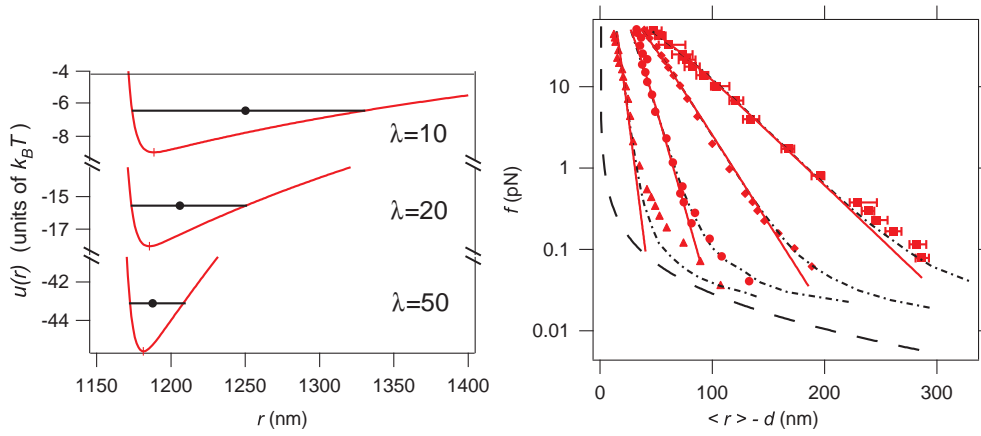 -4
-6
-8
λ=10
-15
-17
λ=20
-42
-44
λ=50
u(r) (units of k_BT)
1150 1200 1250 1300 1350 1400
r (nm)
10
1
0.1
0.01
f (pN)
0 100 200 300
< r > - d (nm)